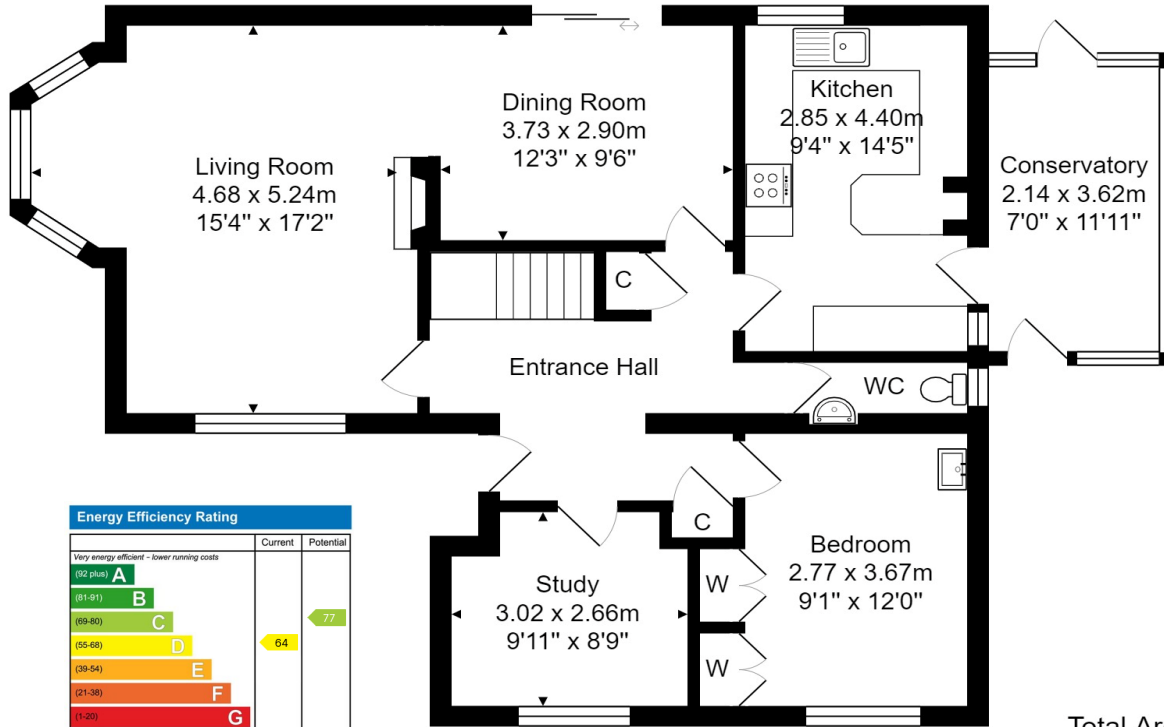 Living Room
4.68 x 5.24m
15'4" x 17'2"
Dining Room
3.73 x 2.90m
12'3" x 9'6"
Kitchen
2.85 x 4.40m
9'4" x 14'5"
Conservatory
2.14 x 3.62m
7'0" x 11'11"
C
Entrance Hall
WC
C
Study
3.02 x 2.66m
9'11" x 8'9"
W
W
Bedroom
2.77 x 3.67m
9'1" x 12'0"
Energy Efficiency Rating
Current Potential
Very energy efficient - lower running costs
(92 plus) A
(81-91) B
(69-80) C 77
(55-68) D 64
(39-54) E
(21-38) F
(1-20) G
Total Ar